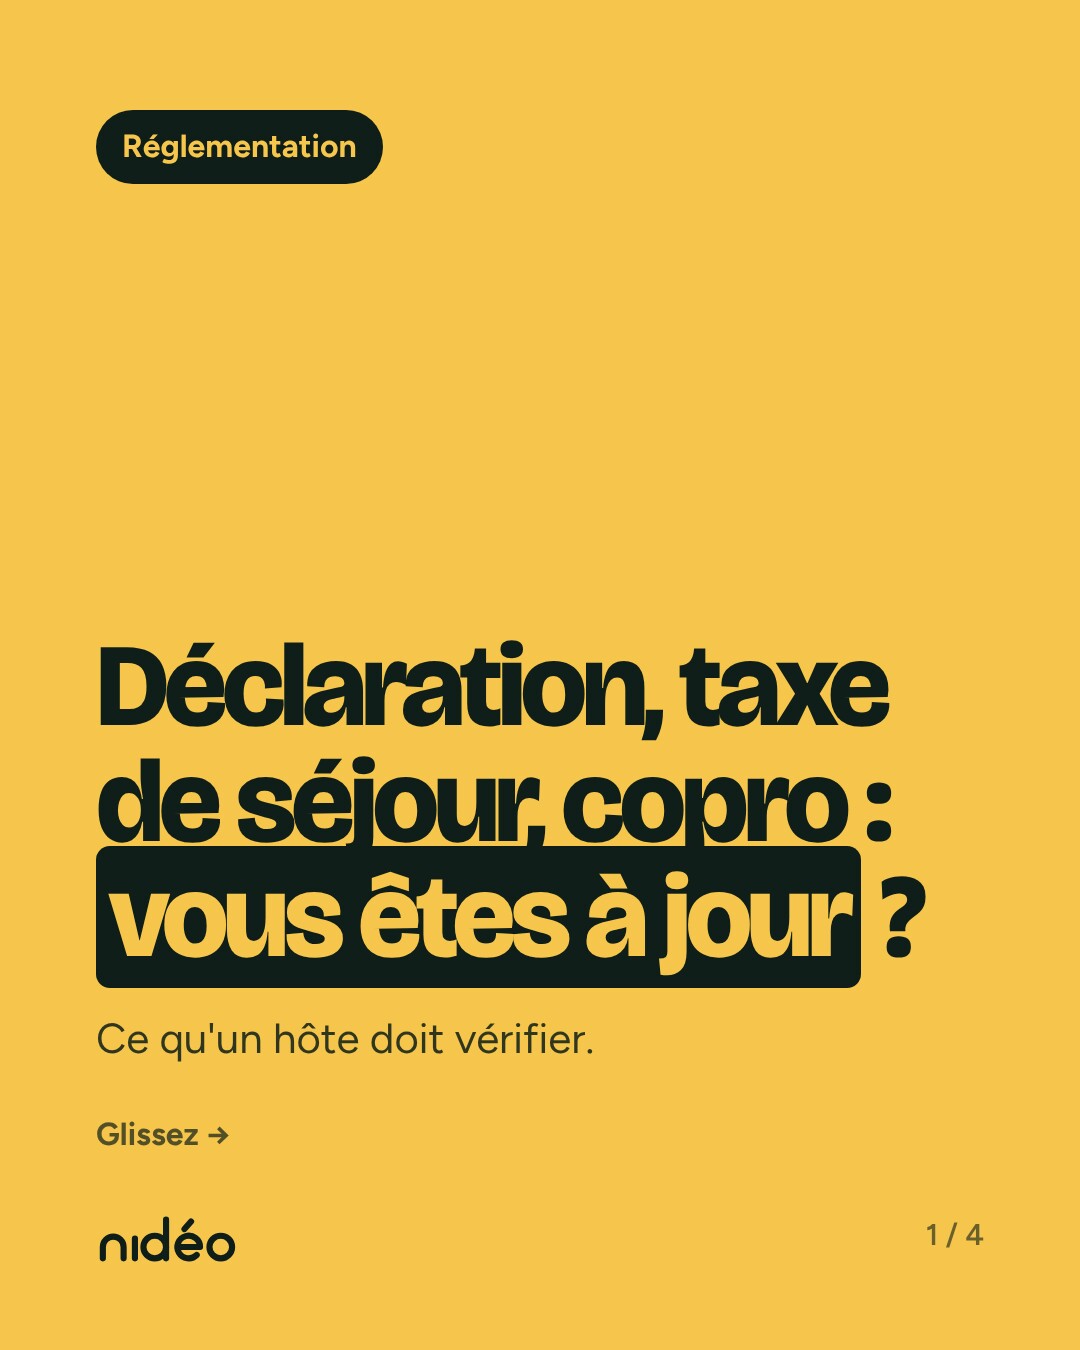 Réglementation
Déclaration, taxe
de séjour, copro :
vous êtes à jour ?
Ce qu'un hôte doit vérifier.
Glissez →
nidéo
1 / 4